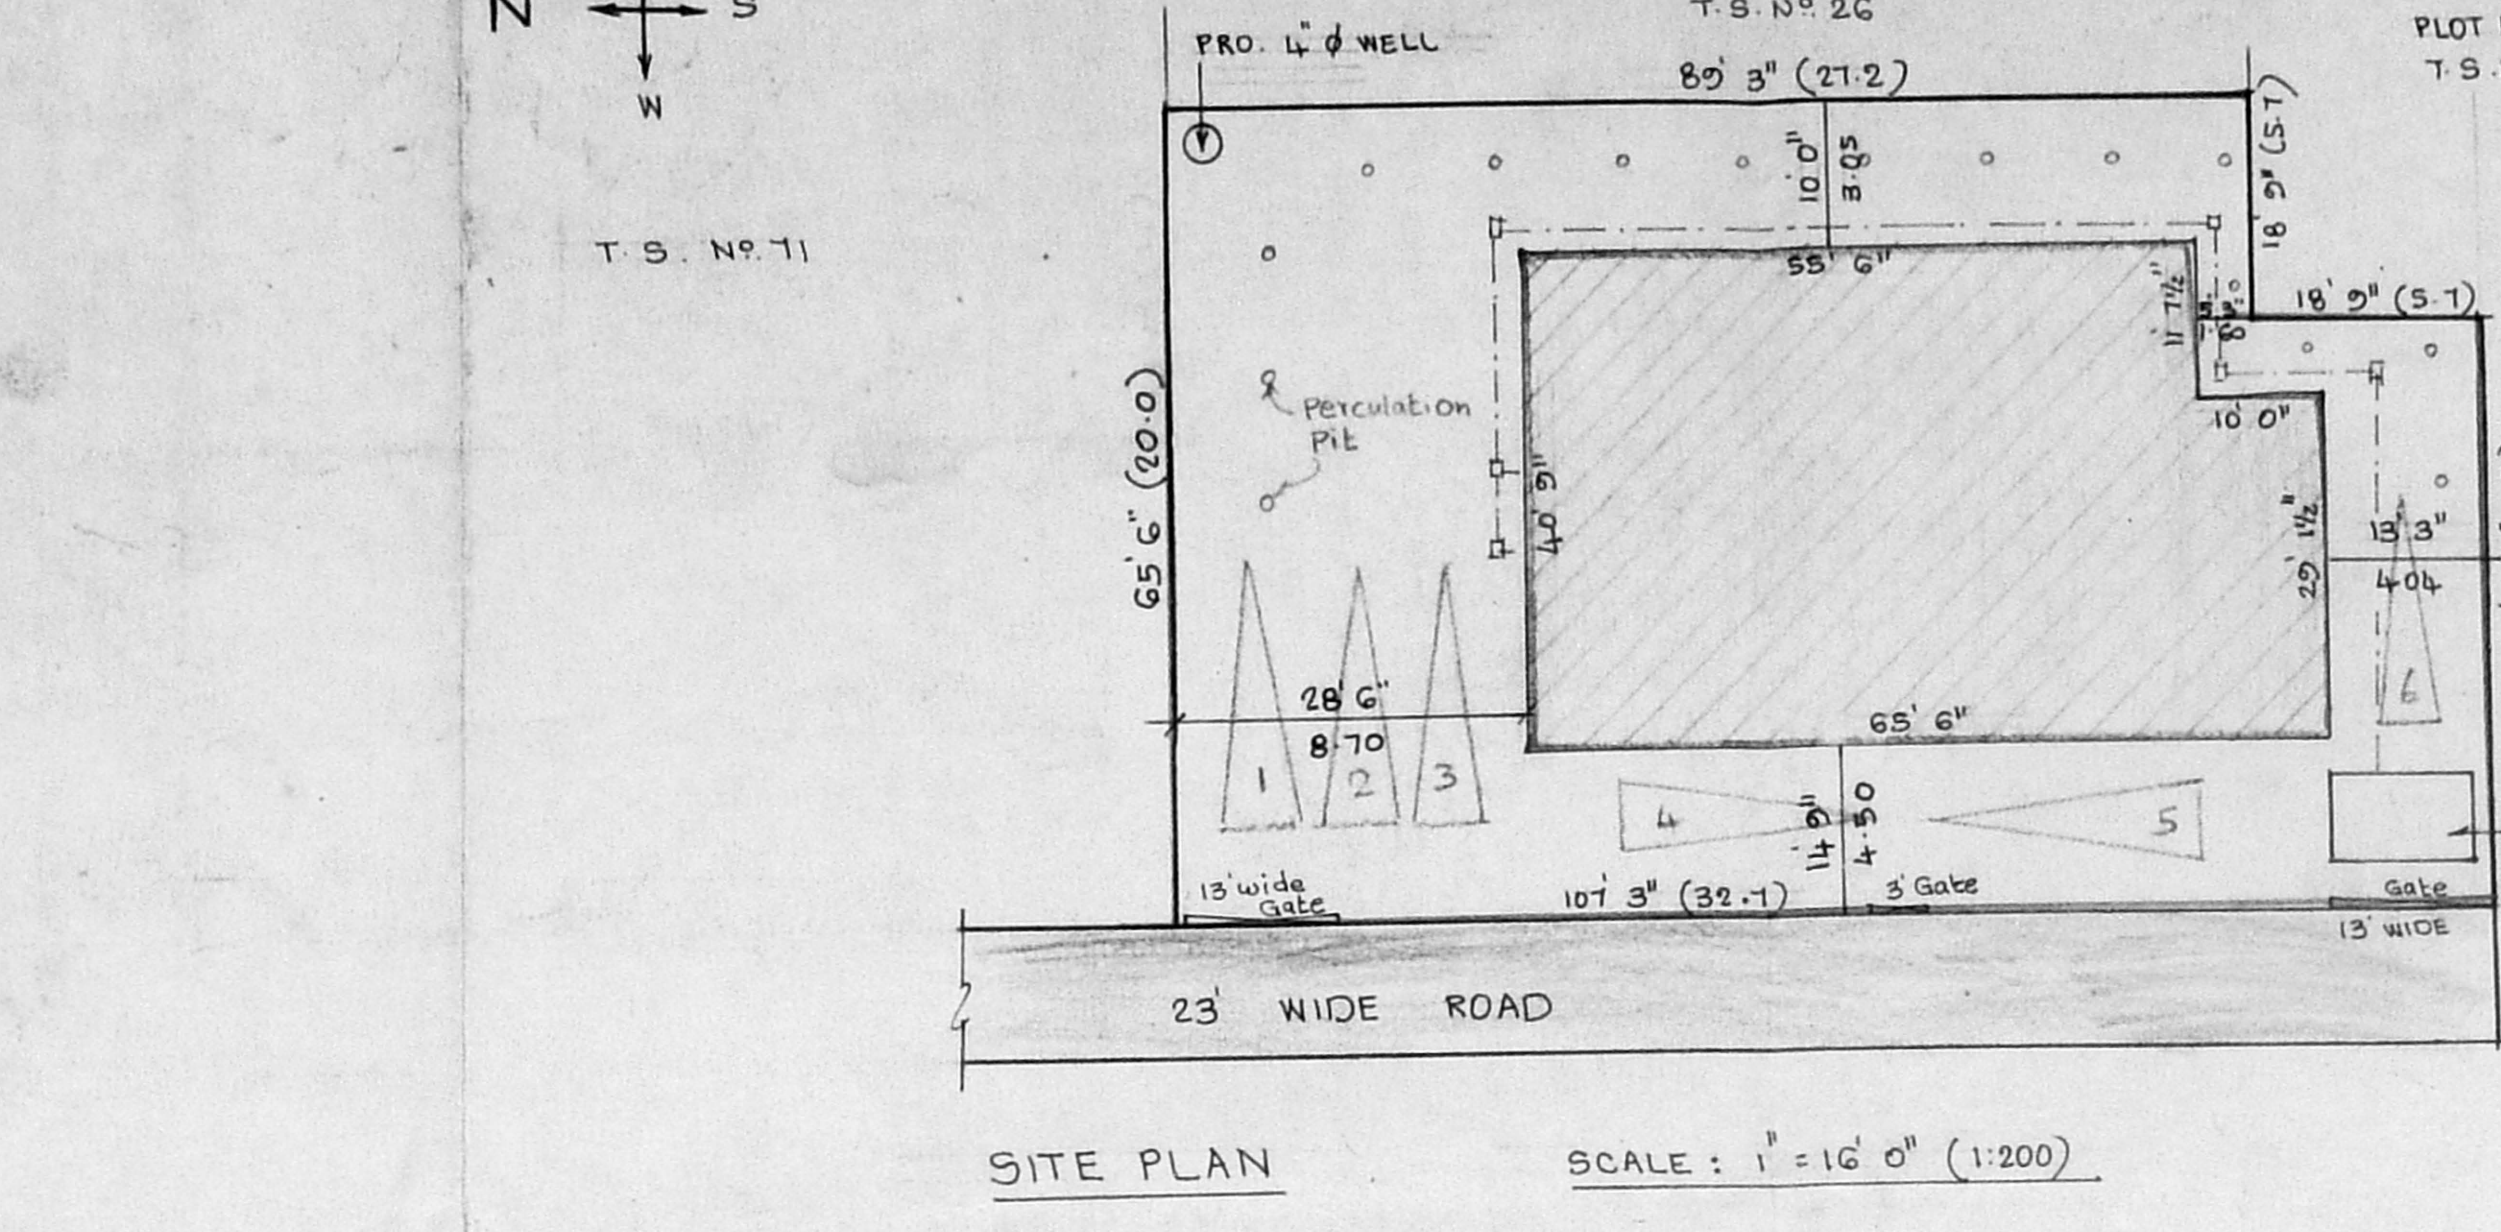 N S
W
T. S. Nº. 26
PLOT
T. S.
PRO. 4" ϕ WELL
89' 3" (27.2)
10' 0"
3.05
18' 9" (5.7)
T. S. Nº. 71
55' 6"
11' 7½"
18' 9" (5.7)
65' 6" (20.0)
Perculation
Pit
10' 0"
40' 9"
29' 1½"
13' 3"
4.04
28' 6"
8.70
65' 6"
1 2 3 4 5 6
14' 9"
4.50
13' wide
Gate
107' 3" (32.7)
3' Gate
Gate
13' WIDE
23' WIDE ROAD
SITE PLAN
SCALE: 1" = 16' 0" (1:200)